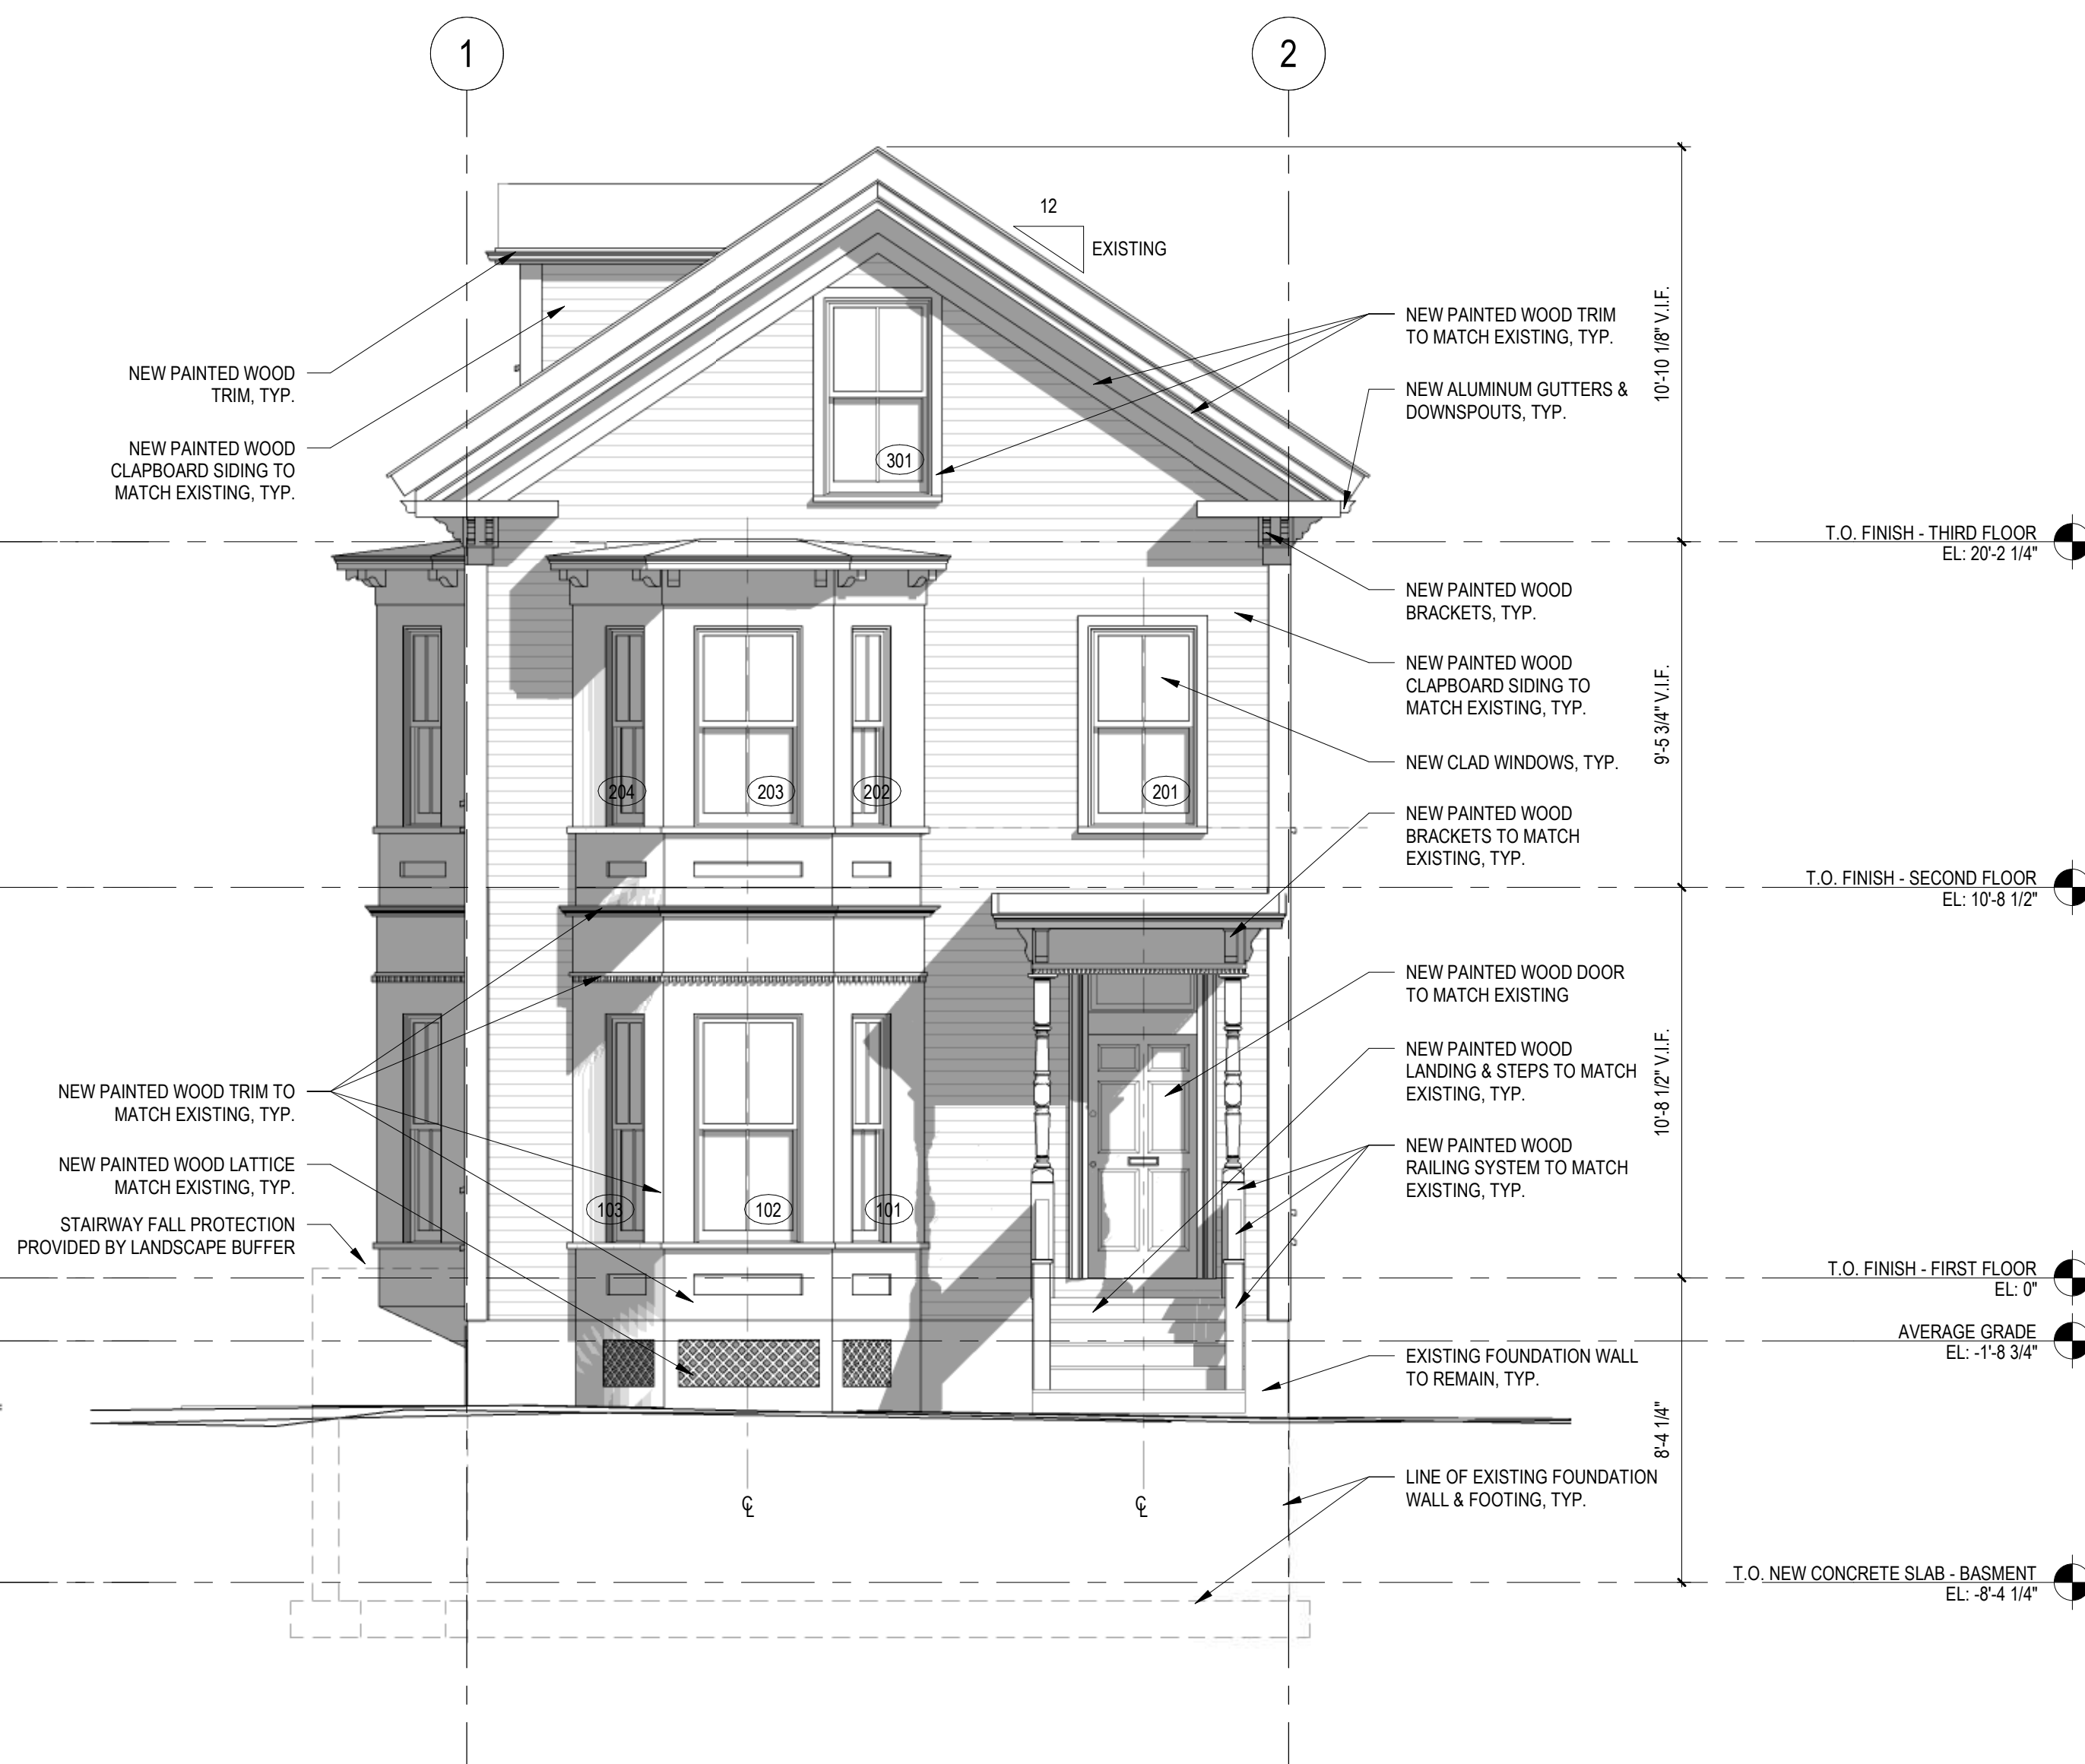 1
2
12
EXISTING
NEW PAINTED WOOD
TRIM, TYP.
NEW PAINTED WOOD
CLAPBOARD SIDING TO
MATCH EXISTING, TYP.
NEW PAINTED WOOD TRIM TO
MATCH EXISTING, TYP.
NEW PAINTED WOOD LATTICE
MATCH EXISTING, TYP.
STAIRWAY FALL PROTECTION
PROVIDED BY LANDSCAPE BUFFER
301
204
203
202
201
103
102
101
℄
℄
NEW PAINTED WOOD TRIM
TO MATCH EXISTING, TYP.
NEW ALUMINUM GUTTERS &
DOWNSPOUTS, TYP.
NEW PAINTED WOOD
BRACKETS, TYP.
NEW PAINTED WOOD
CLAPBOARD SIDING TO
MATCH EXISTING, TYP.
NEW CLAD WINDOWS, TYP.
NEW PAINTED WOOD
BRACKETS TO MATCH
EXISTING, TYP.
NEW PAINTED WOOD DOOR
TO MATCH EXISTING
NEW PAINTED WOOD
LANDING & STEPS TO MATCH
EXISTING, TYP.
NEW PAINTED WOOD
RAILING SYSTEM TO MATCH
EXISTING, TYP.
EXISTING FOUNDATION WALL
TO REMAIN, TYP.
LINE OF EXISTING FOUNDATION
WALL & FOOTING, TYP.
10'-10 1/8" V.I.F.
9'-5 3/4" V.I.F.
10'-8 1/2" V.I.F.
8'-4 1/4"
T.O. FINISH - THIRD FLOOR
EL: 20'-2 1/4"
T.O. FINISH - SECOND FLOOR
EL: 10'-8 1/2"
T.O. FINISH - FIRST FLOOR
EL: 0"
AVERAGE GRADE
EL: -1'-8 3/4"
T.O. NEW CONCRETE SLAB - BASMENT
EL: -8'-4 1/4"